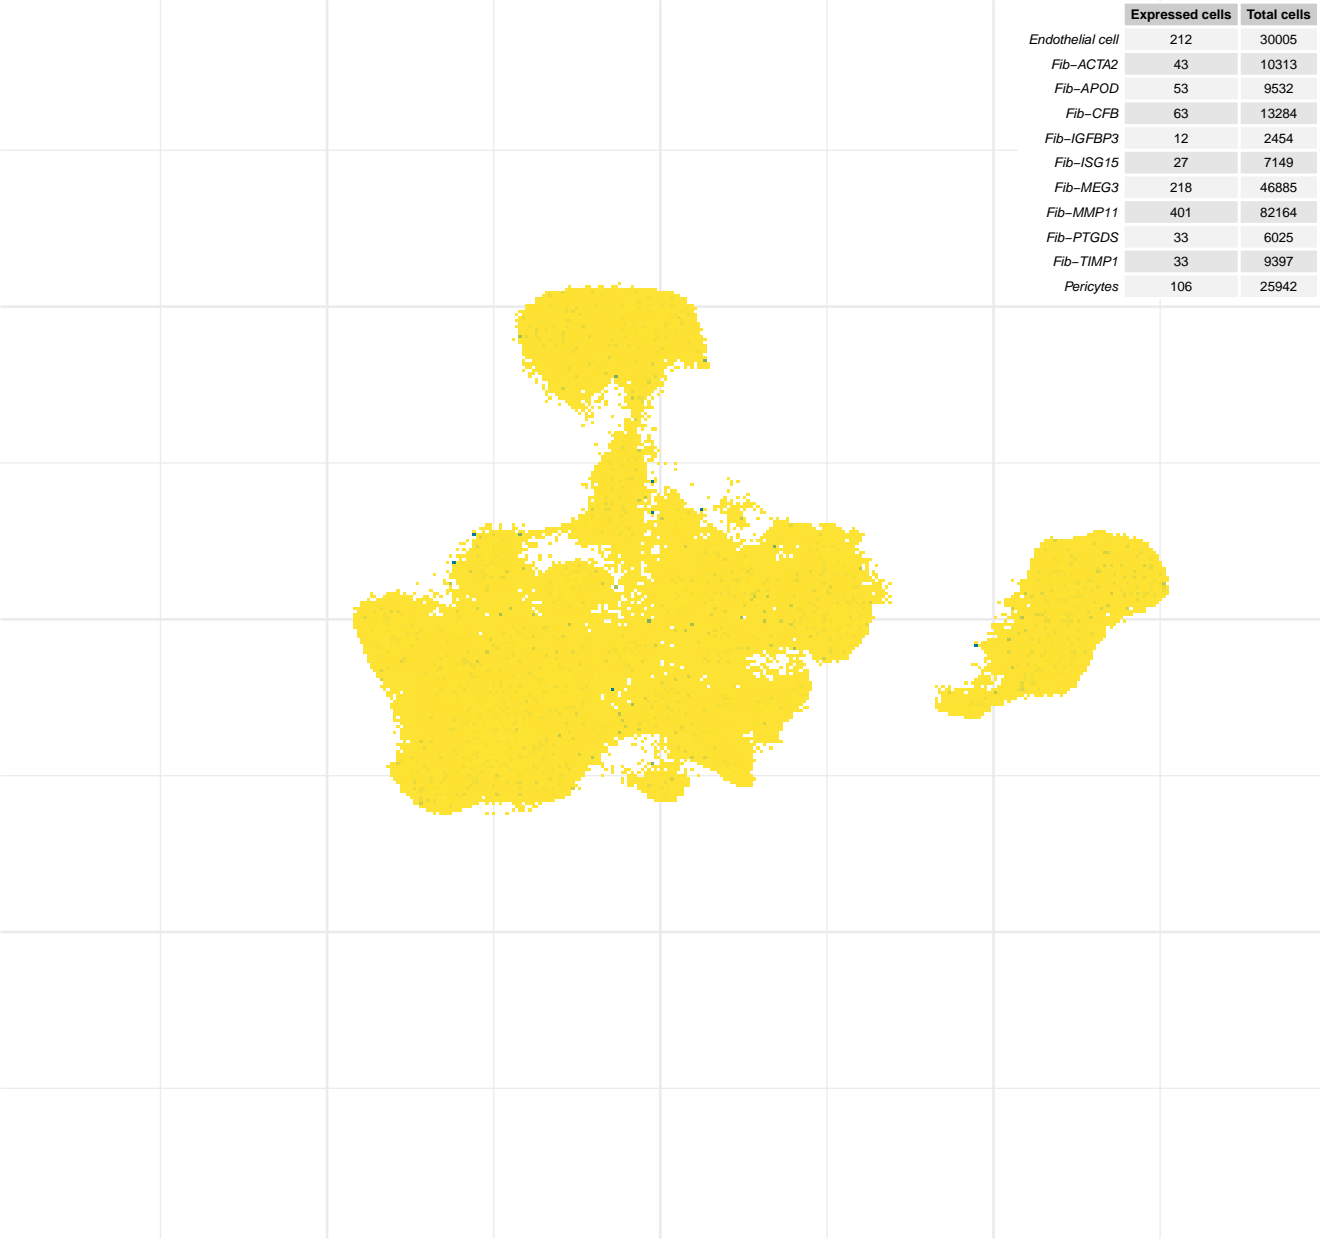 Expressed cells Total cells
Endothelial cell 212 30005
Fib−ACTA2 43 10313
Fib−APOD 53 9532
Fib−CFB 63 13284
Fib−IGFBP3 12 2454
Fib−ISG15 27 7149
Fib−MEG3 218 46885
Fib−MMP11 401 82164
Fib−PTGDS 33 6025
Fib−TIMP1 33 9397
Pericytes 106 25942